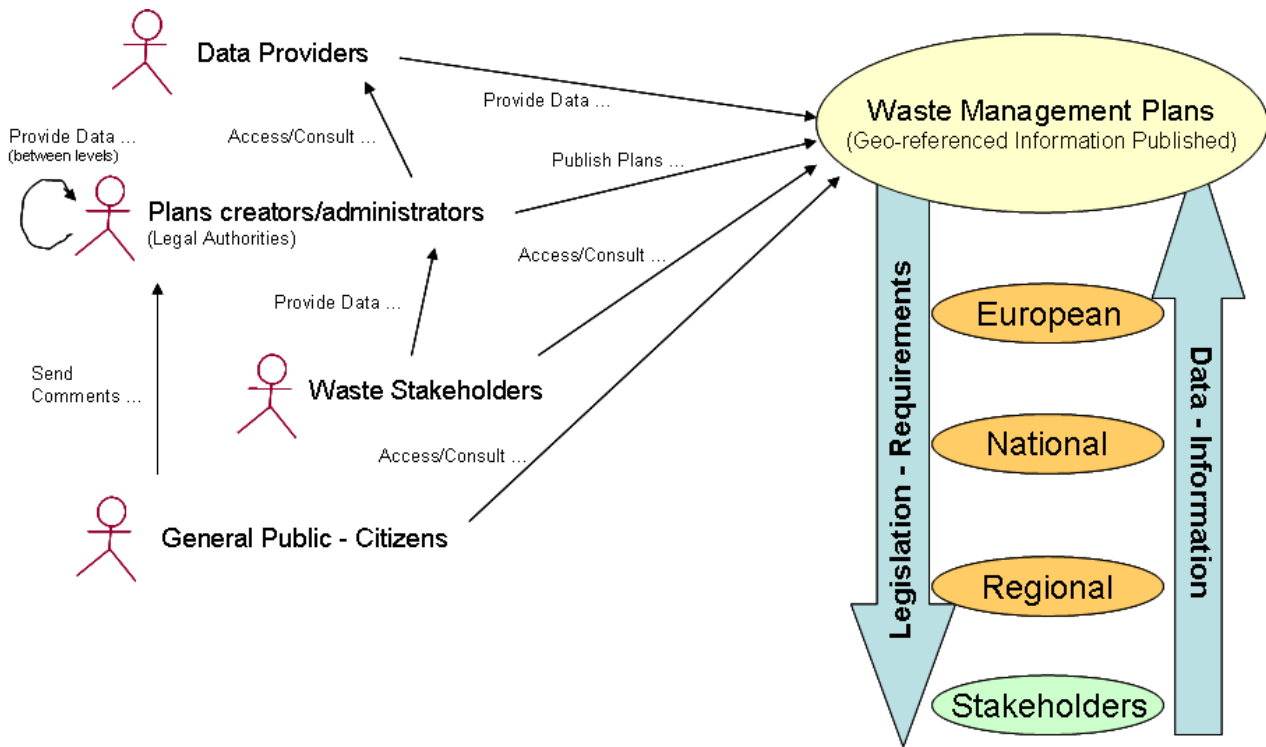 Data Providers
Provide Data ...
Waste Management Plans
(Geo-referenced Information Published)
Provide Data ...
(between levels)
Access/Consult ...
Publish Plans ...
Plans creators/administrators
(Legal Authorities)
Access/Consult ...
Provide Data ...
Send
Comments ...
Waste Stakeholders
Access/Consult ...
General Public - Citizens
Legislation - Requirements
European
National
Regional
Stakeholders
Data - Information